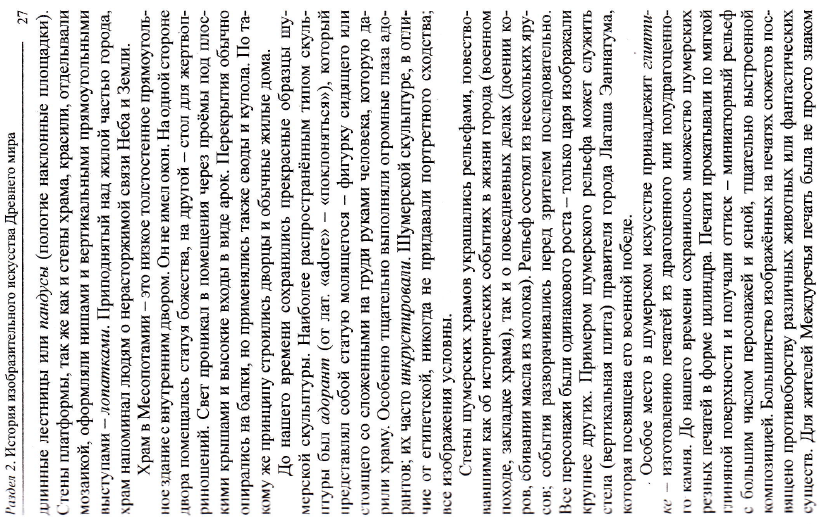 Раздел 2. История изобразительного искусства Древнего мира 27
длинные лестницы или пандусы (пологие наклонные площадки).
Стены платформы, так же как и стены храма, красили, отделывали
мозаикой, оформляли нишами и вертикальными прямоугольными
выступами – лопатками. Приподнятый над жилой частью города,
храм напоминал людям о нерасторжимой связи Неба и Земли.
Храм в Месопотамии – это низкое толстостенное прямоуголь-
ное здание с внутренним двором. Он не имел окон. На одной стороне
двора помещалась статуя божества, на другой – стол для жертвоп-
риношений. Свет проникал в помещения через проёмы под плос-
кими крышами и высокие входы в виде арок. Перекрытия обычно
опирались на балки, но применялись также своды и купола. По та-
кому же принципу строились дворцы и обычные жилые дома.
До нашего времени сохранились прекрасные образцы шу-
мерской скульптуры. Наиболее распространённым типом скуль-
птуры был адорант (от лат. «adore» – «поклоняться»), который
представлял собой статую молящегося – фигурку сидящего или
стоящего со сложенными на груди руками человека, которую да-
рили храму. Особенно тщательно выполняли огромные глаза адо-
рантов; их часто инкрустировали. Шумерской скульптуре, в отли-
чие от египетской, никогда не придавали портретного сходства;
все изображения условны.
Стены шумерских храмов украшались рельефами, повество-
вавшими как об исторических событиях в жизни города (военном
походе, закладке храма), так и о повседневных делах (доении ко-
ров, сбивании масла из молока). Рельеф состоял из нескольких яру-
сов; события разворачивались перед зрителем последовательно.
Все персонажи были одинакового роста – только царя изображали
крупнее других. Примером шумерского рельефа может служить
стела (вертикальная плита) правителя города Лагаша Эаннатума,
которая посвящена его военной победе.
Особое место в шумерском искусстве принадлежит глипти-
ке – изготовлению печатей из драгоценного или полудрагоценно-
го камня. До нашего времени сохранилось множество шумерских
резных печатей в форме цилиндра. Печати прокатывали по мягкой
глиняной поверхности и получали оттиск – миниатюрный рельеф
с большим числом персонажей и ясной, тщательно выстроенной
композицией. Большинство изображённых на печатях сюжетов пос-
вящено противоборству различных животных или фантастических
существ. Для жителей Междуречья печать была не просто знаком